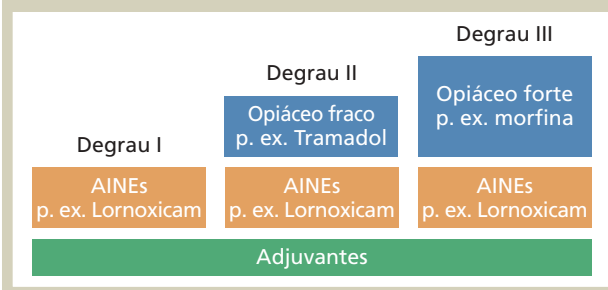 Degrau III
Degrau II
Opiáceo forte
p. ex. morfina
Opiáceo fraco
p. ex. Tramadol
Degrau I
AINEs
p. ex. Lornoxicam
AINEs
p. ex. Lornoxicam
AINEs
p. ex. Lornoxicam
Adjuvantes